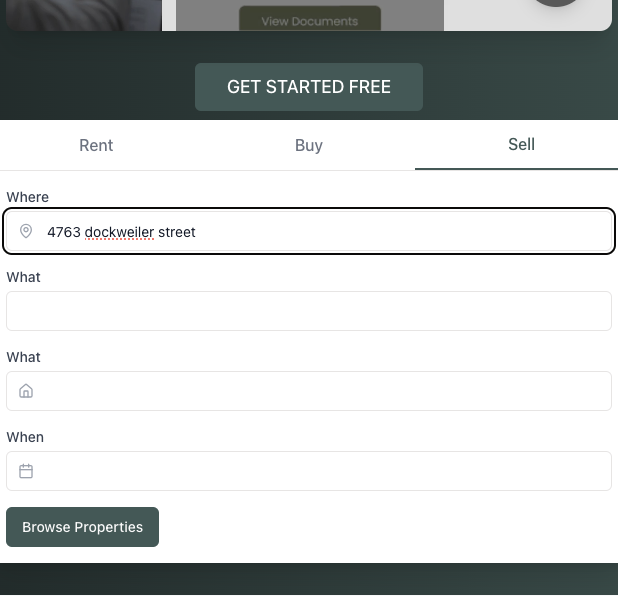 View Documents
GET STARTED FREE
Rent
Buy
Sell
Where
4763 dockweiler street
What
What
When
Browse Properties